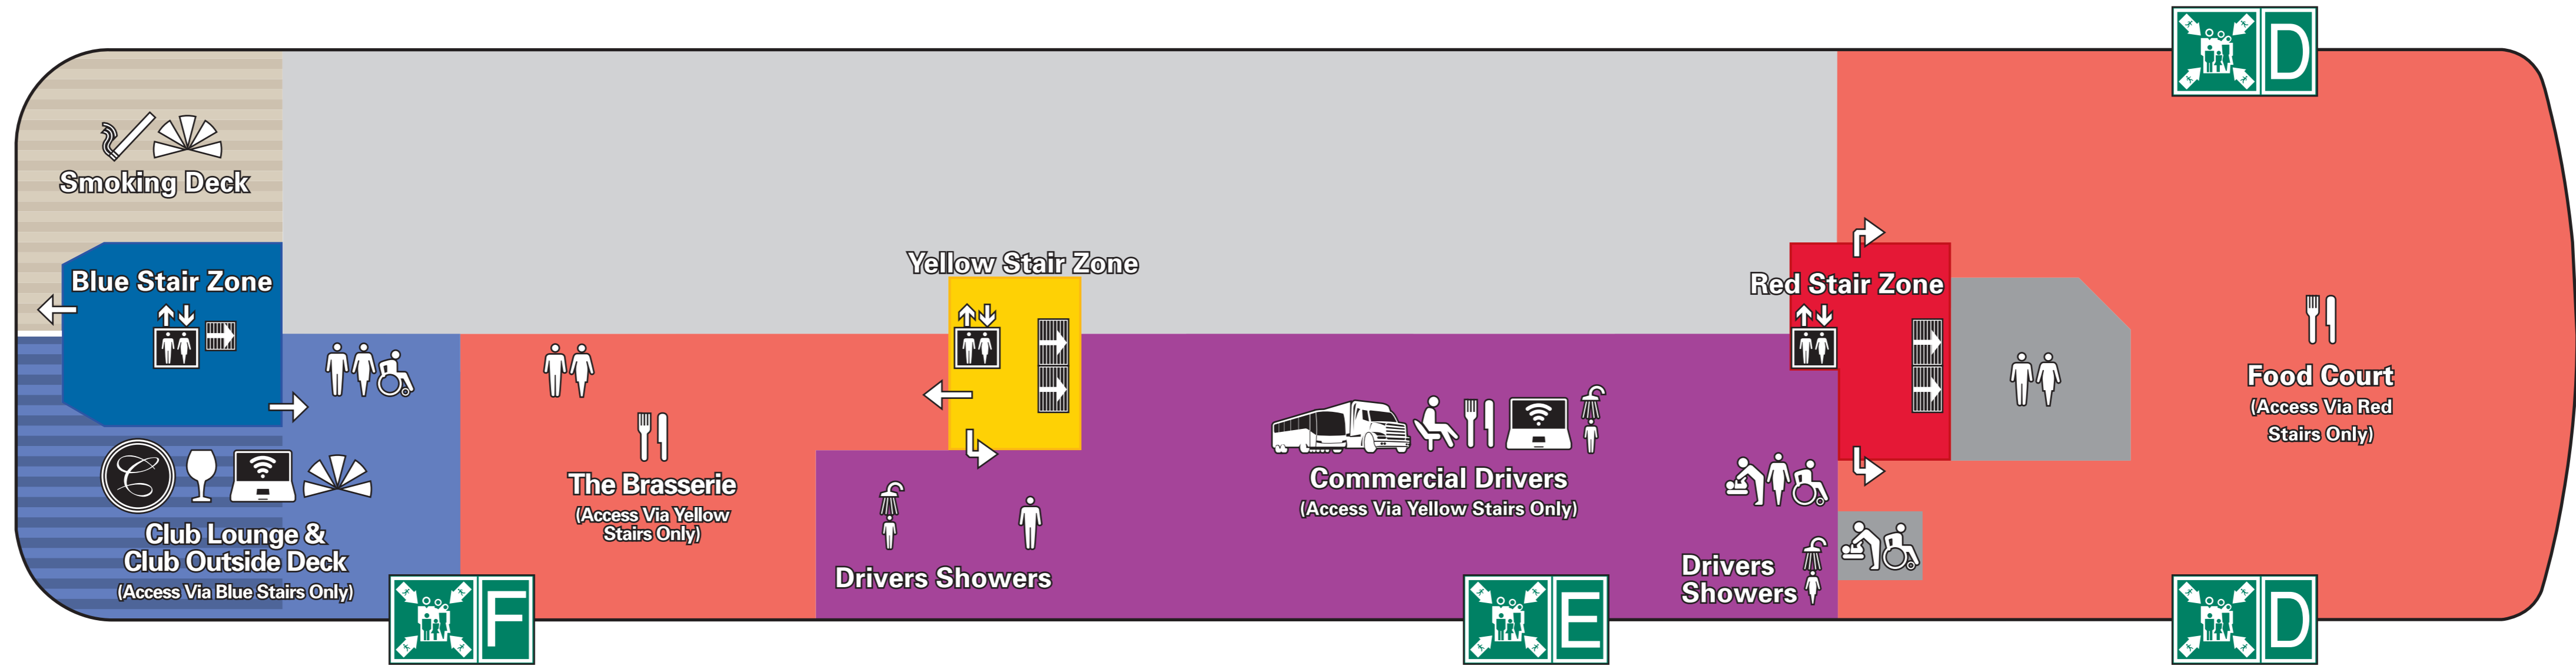 D
Smoking Deck
Blue Stair Zone
Yellow Stair Zone
Red Stair Zone
Food Court
(Access Via Red
Stairs Only)
C
Club Lounge &
Club Outside Deck
(Access Via Blue Stairs Only)
The Brasserie
(Access Via Yellow
Stairs Only)
Drivers Showers
Commercial Drivers
(Access Via Yellow Stairs Only)
Drivers
Showers
F
E
D